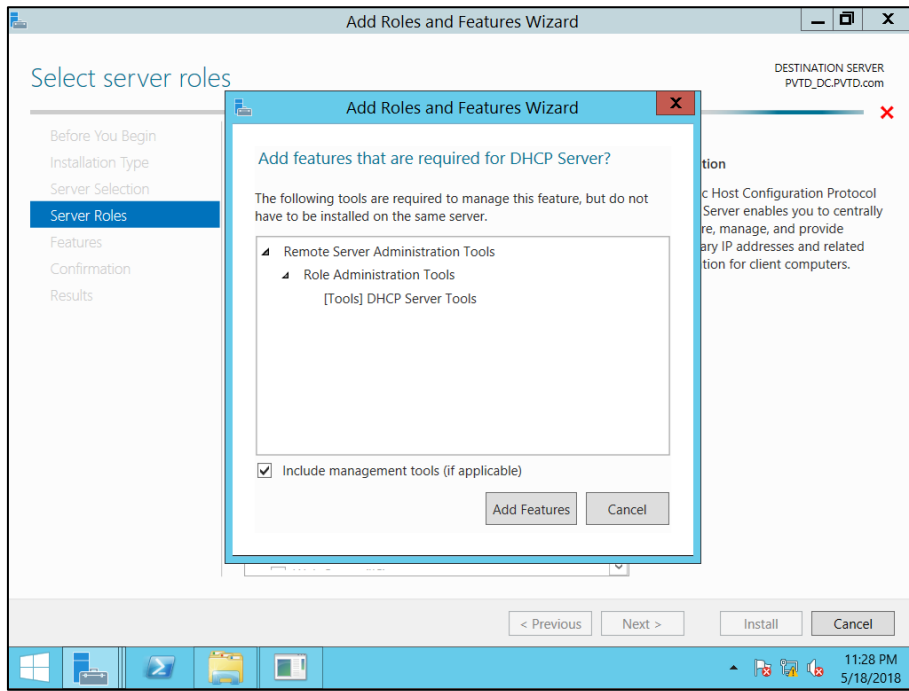 Add Roles and Features Wizard
Select server roles
DESTINATION SERVER
PVTD_DC.PVTD.com
Before You Begin
Installation Type
Server Selection
Server Roles
Features
Confirmation
Results
Add Roles and Features Wizard
Add features that are required for DHCP Server?
The following tools are required to manage this feature, but do not
have to be installed on the same server.
Remote Server Administration Tools
Role Administration Tools
[Tools] DHCP Server Tools
Include management tools (if applicable)
Add Features
Cancel
tion
c Host Configuration Protocol
Server enables you to centrally
re, manage, and provide
ary IP addresses and related
tion for client computers.
< Previous
Next >
Install
Cancel
11:28 PM
5/18/2018